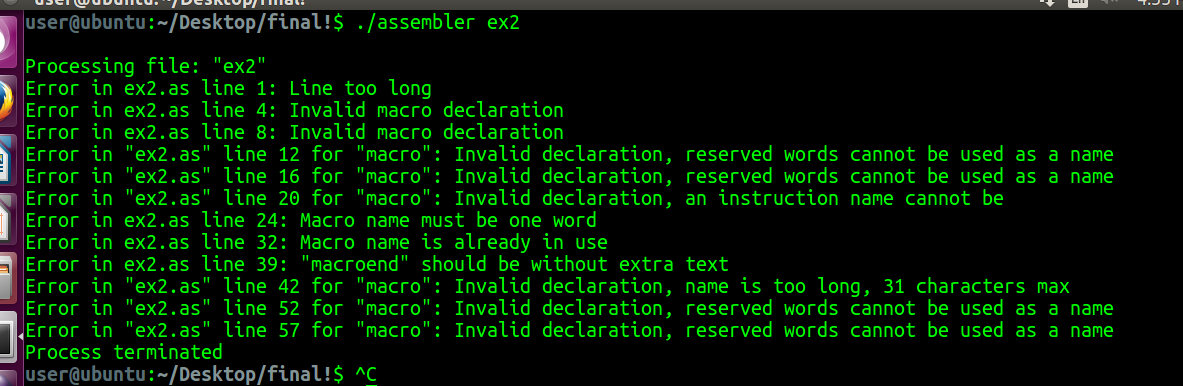 user@ubuntu:~/Desktop/final!$ ./assembler ex2
Processing file: "ex2"
Error in ex2.as line 1: Line too long
Error in ex2.as line 4: Invalid macro declaration
Error in ex2.as line 8: Invalid macro declaration
Error in "ex2.as" line 12 for "macro": Invalid declaration, reserved words cannot be used as a name
Error in "ex2.as" line 16 for "macro": Invalid declaration, reserved words cannot be used as a name
Error in "ex2.as" line 20 for "macro": Invalid declaration, an instruction name cannot be
Error in ex2.as line 24: Macro name must be one word
Error in ex2.as line 32: Macro name is already in use
Error in ex2.as line 39: "macroend" should be without extra text
Error in "ex2.as" line 42 for "macro": Invalid declaration, name is too long, 31 characters max
Error in "ex2.as" line 52 for "macro": Invalid declaration, reserved words cannot be used as a name
Error in "ex2.as" line 57 for "macro": Invalid declaration, reserved words cannot be used as a name
Process terminated
user@ubuntu:~/Desktop/final!$ ^C